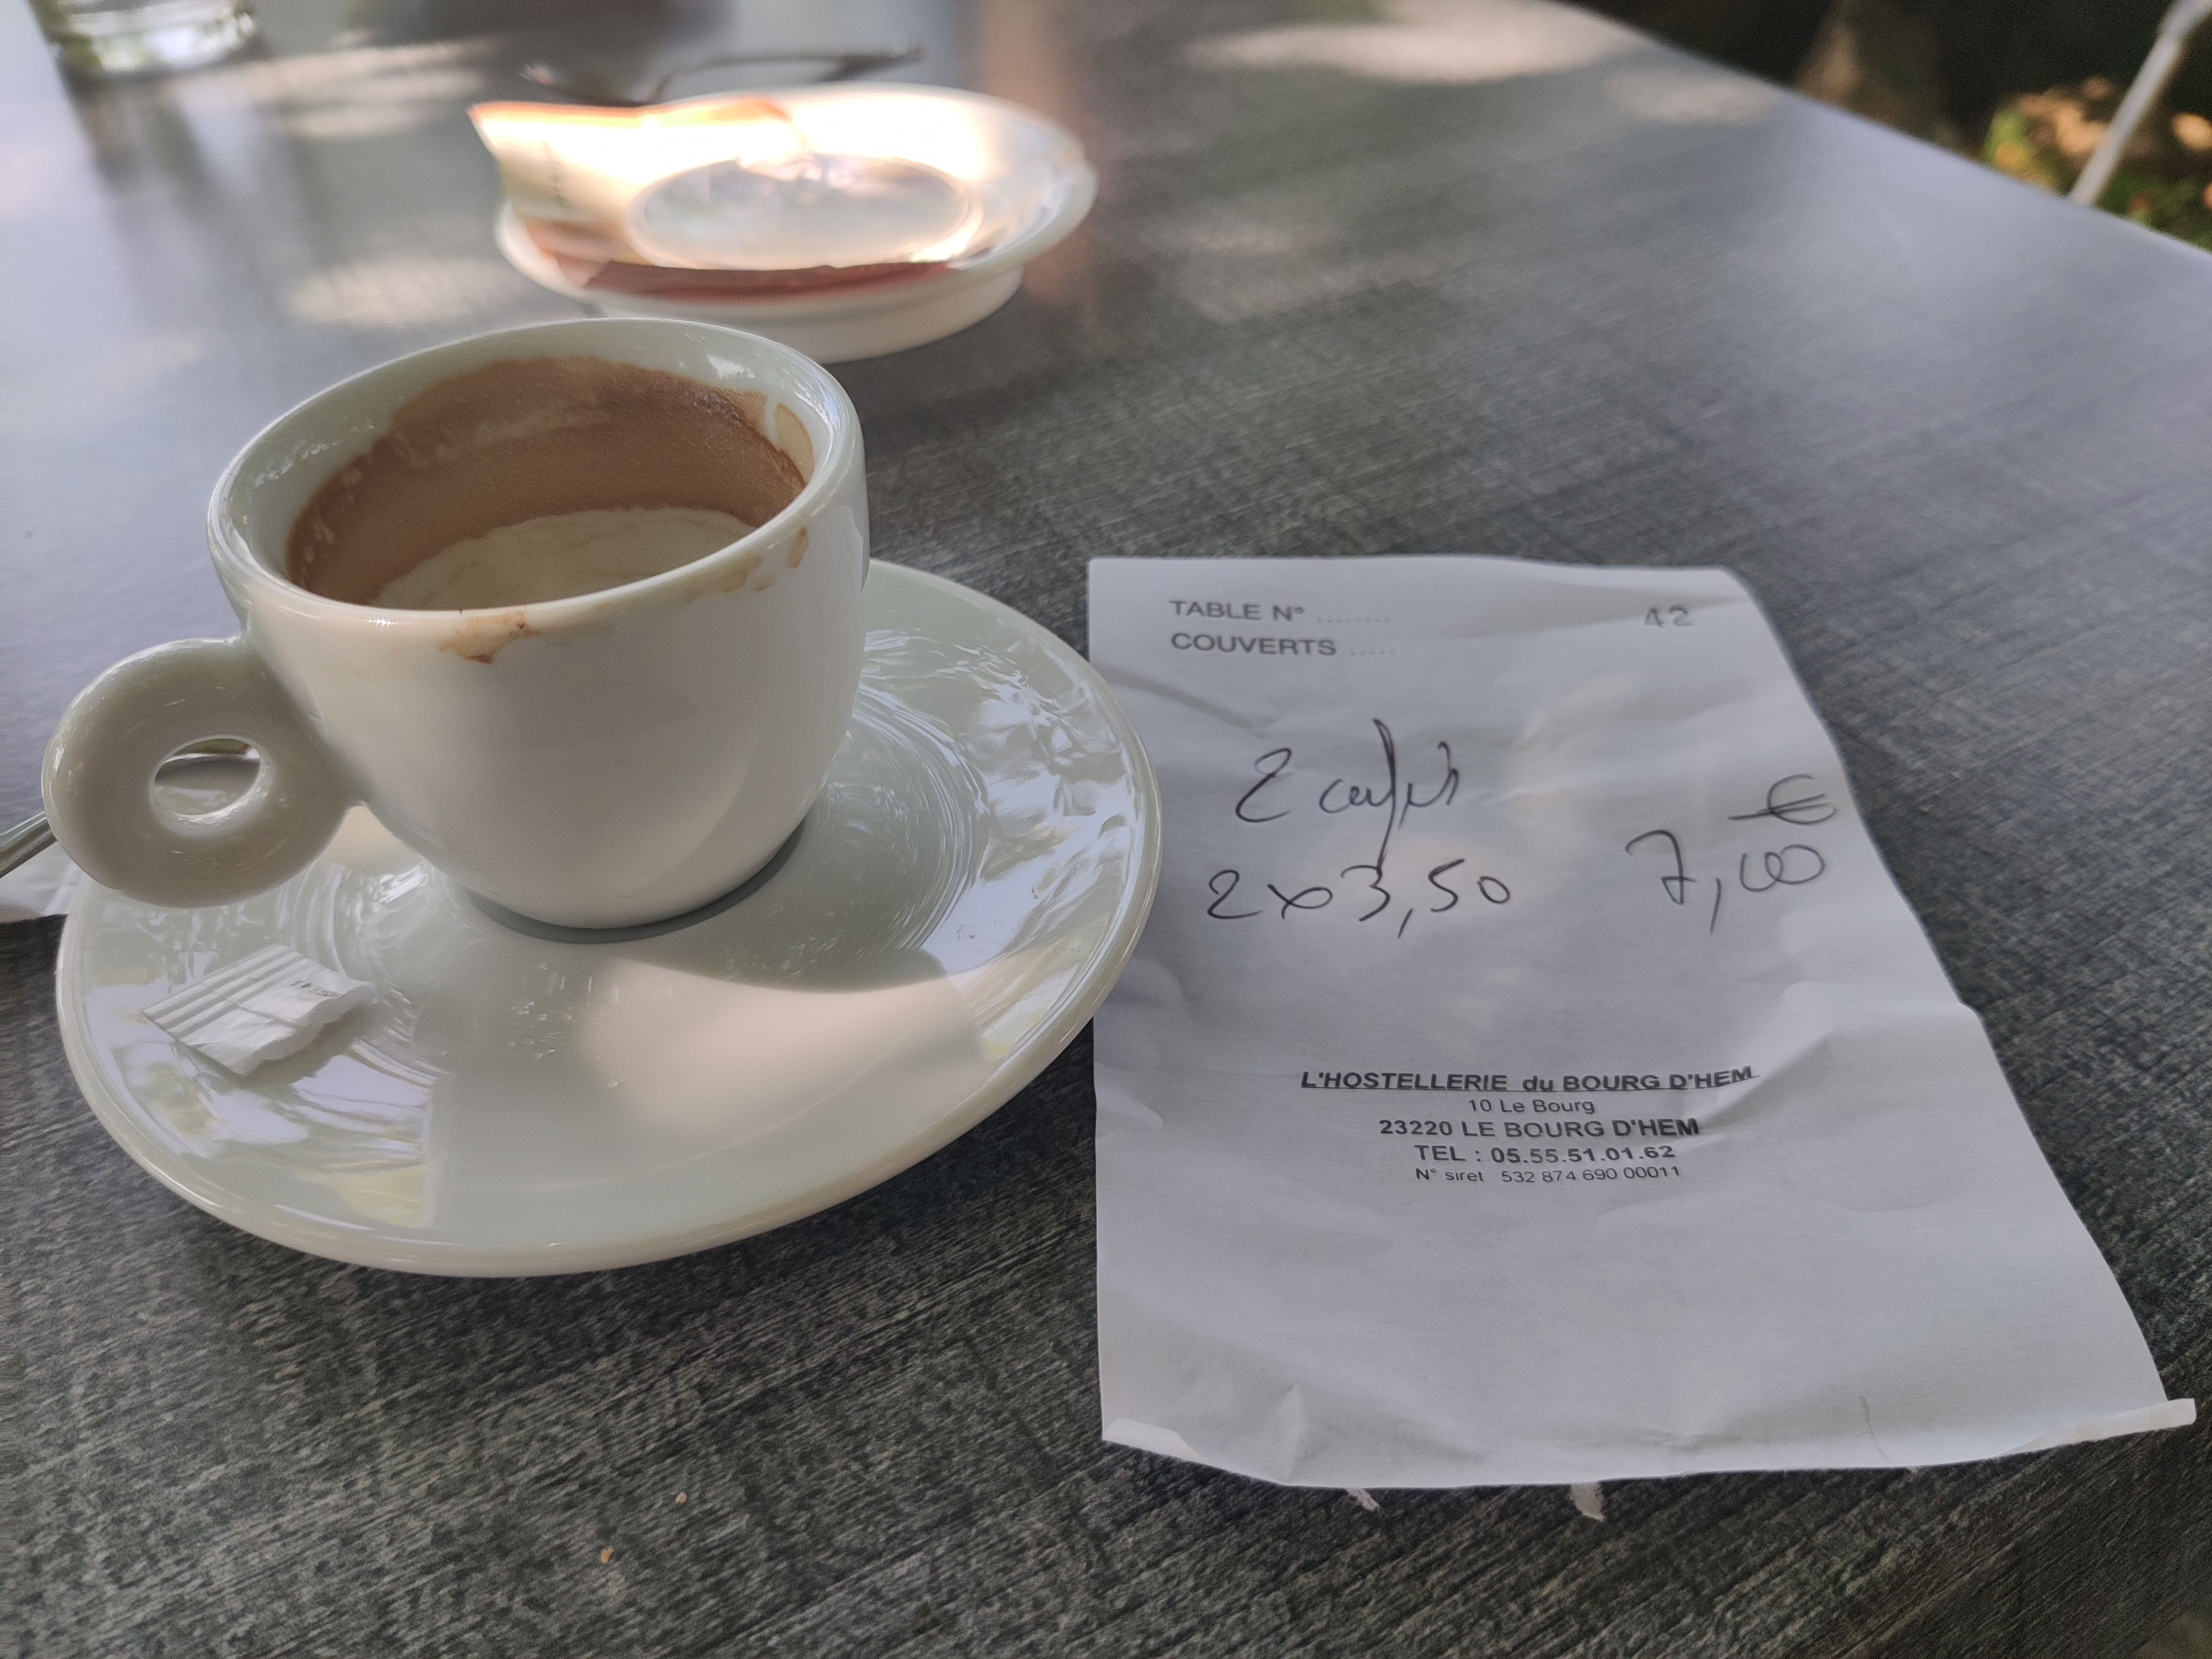 TABLE N° ........ 42
COUVERTS .....
2 cafés
€
2x3,50 7,00
L'HOSTELLERIE du BOURG D'HEM
10 Le Bourg
23220 LE BOURG D'HEM
TEL : 05.55.51.01.62
N° siret 532 874 690 00011